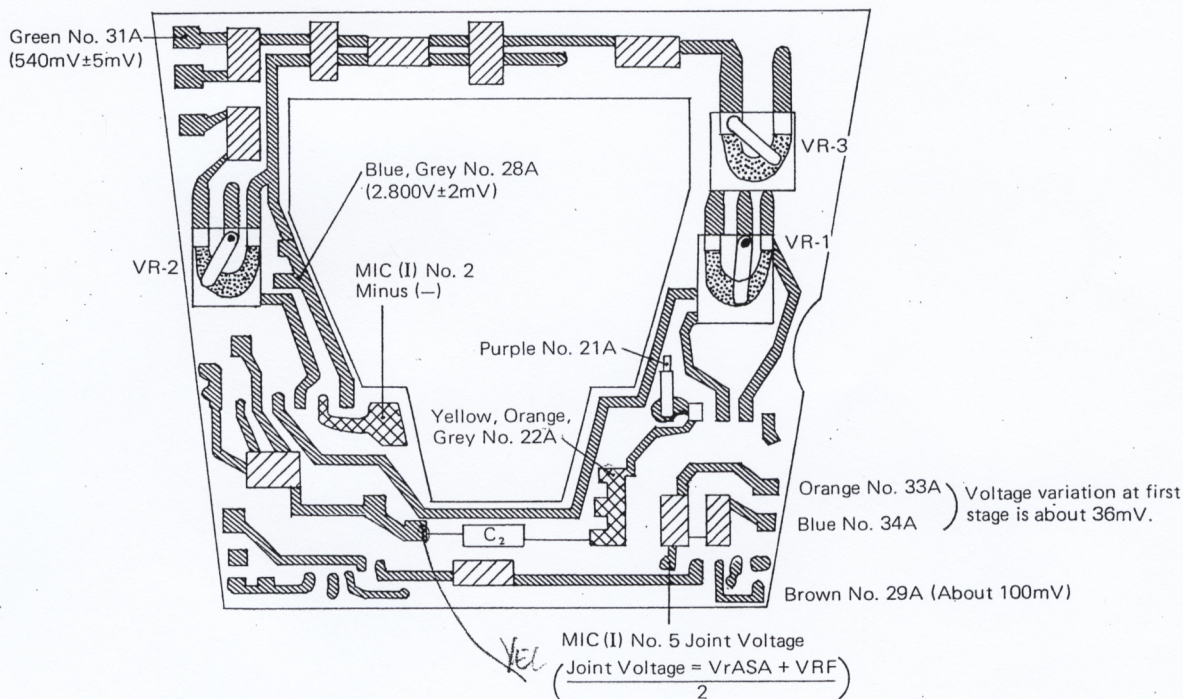 Green No. 31A
(540mV±5mV)
VR-3
Blue, Grey No. 28A
(2.800V±2mV)
VR-1
VR-2
MIC (I) No. 2
Minus (—)
Purple No. 21A
Yellow, Orange,
Grey No. 22A
Orange No. 33A
Blue No. 34A
Voltage variation at first
stage is about 36mV.
C₂
Brown No. 29A (About 100mV)
YEL
MIC (I) No. 5 Joint Voltage
(Joint Voltage = VrASA + VRF)
2